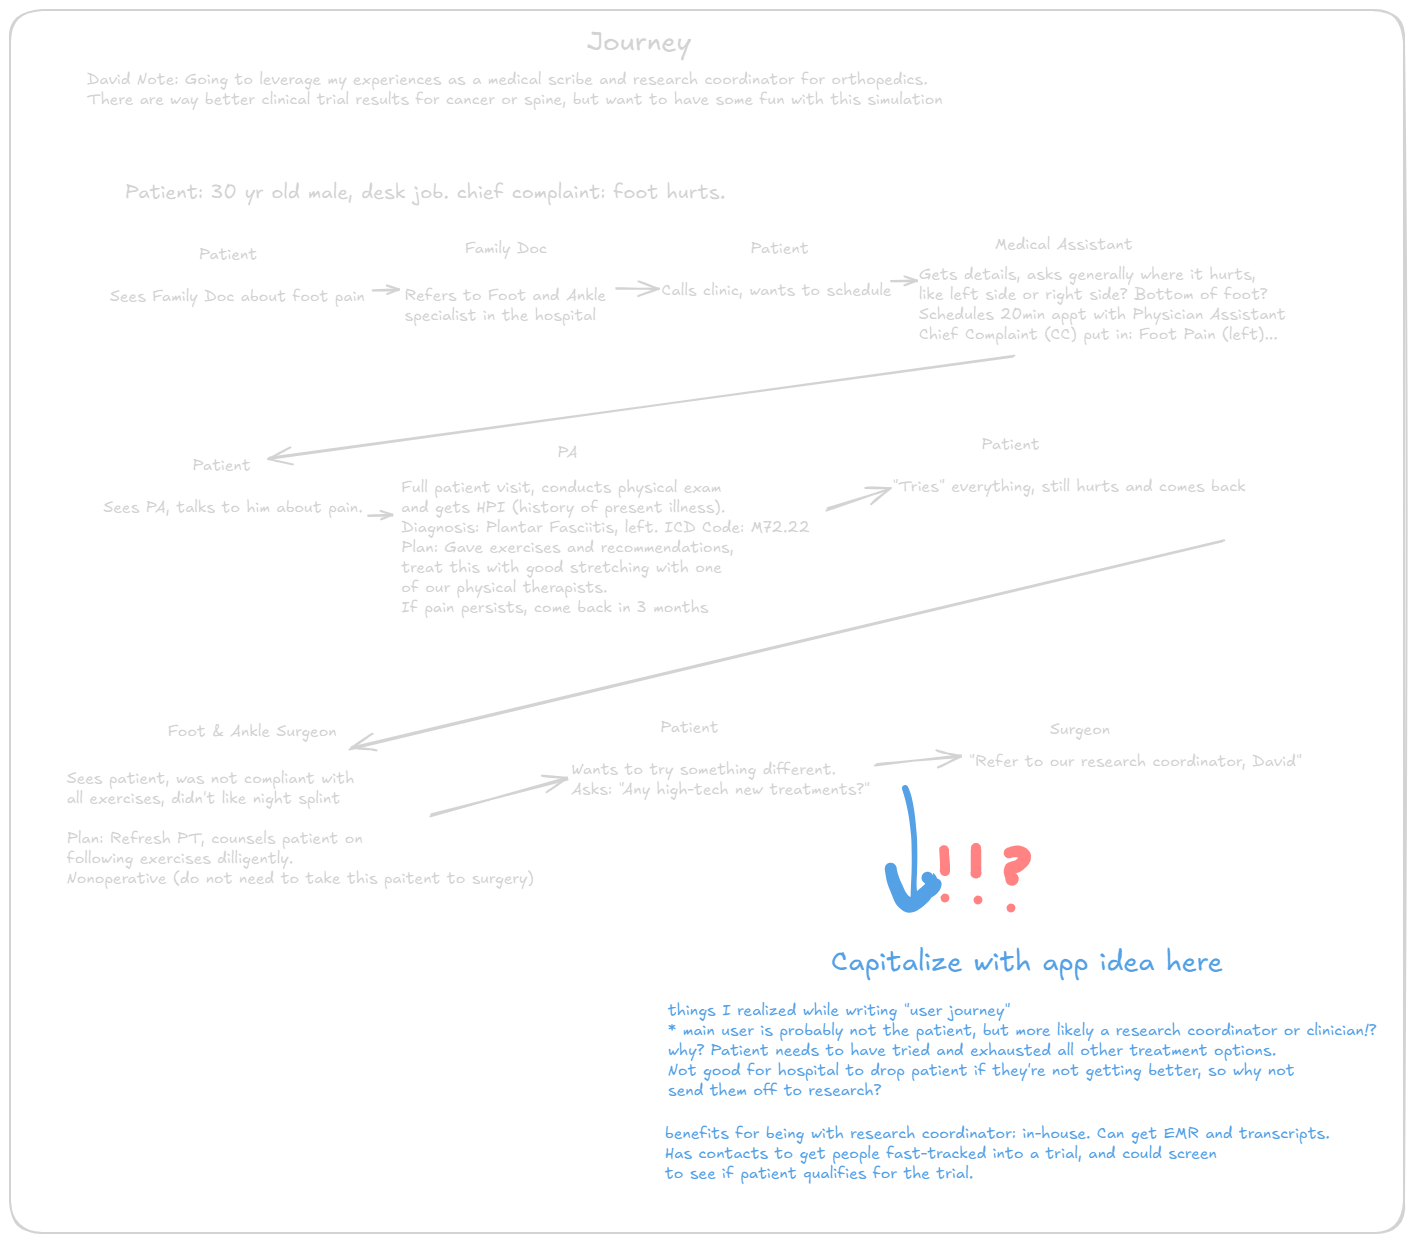 Journey
David Note: Going to leverage my experiences as a medical scribe and research coordinator for orthopedics.
There are way better clinical trial results for cancer or spine, but want to have some fun with this simulation
Patient: 30 yr old male, desk job. chief complaint: foot hurts.
Patient
Sees Family Doc about foot pain
Family Doc
Refers to Foot and Ankle
specialist in the hospital
Patient
Calls clinic, wants to schedule
Medical Assistant
Gets details, asks generally where it hurts,
like left side or right side? Bottom of foot?
Schedules 20min appt with Physician Assistant
Chief Complaint (CC) put in: Foot Pain (left)...
Patient
Sees PA, talks to him about pain.
PA
Full patient visit, conducts physical exam
and gets HPI (history of present illness).
Diagnosis: Plantar Fasciitis, left. ICD Code: M72.22
Plan: Gave exercises and recommendations,
treat this with good stretching with one
of our physical therapists.
If pain persists, come back in 3 months
Patient
"Tries" everything, still hurts and comes back
Foot & Ankle Surgeon
Sees patient, was not compliant with
all exercises, didn't like night splint
Plan: Refresh PT, counsels patient on
following exercises dilligently.
Nonoperative (do not need to take this paitent to surgery)
Patient
Wants to try something different.
Asks: "Any high-tech new treatments?"
Surgeon
"Refer to our research coordinator, David"
!!?
Capitalize with app idea here
things I realized while writing "user journey"
* main user is probably not the patient, but more likely a research coordinator or clinician!?
why? Patient needs to have tried and exhausted all other treatment options.
Not good for hospital to drop patient if they're not getting better, so why not
send them off to research?
benefits for being with research coordinator: in-house. Can get EMR and transcripts.
Has contacts to get people fast-tracked into a trial, and could screen
to see if patient qualifies for the trial.